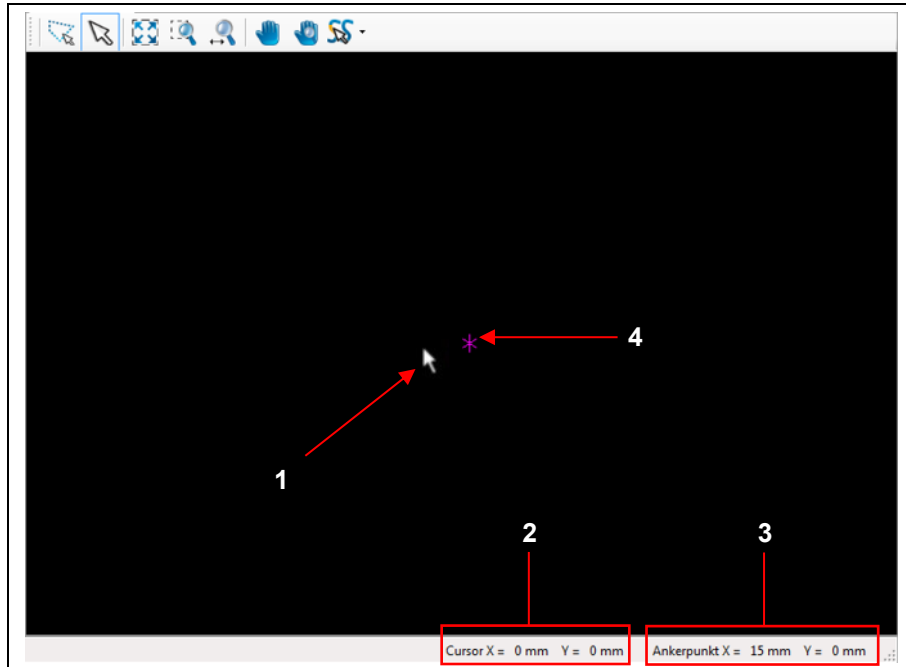 4
1
2
3
Cursor X = 0 mm Y = 0 mm
Ankerpunkt X = 15 mm Y = 0 mm